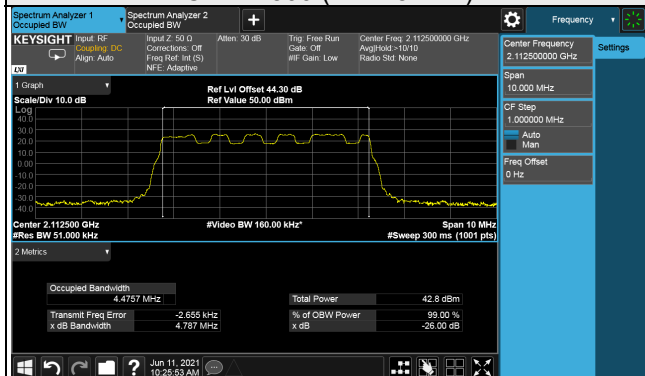 Spectrum Analyzer 1
Occupied BW
Spectrum Analyzer 2
Occupied BW
+
Frequency
KEYSIGHT
Input: RF
Coupling: DC
Align: Auto
Input Z: 50 Ω
Corrections: Off
Freq Ref: Int (S)
NFE: Adaptive
Atten: 30 dB
Trig: Free Run
Gate: Off
#IF Gain: Low
Center Freq: 2.112500000 GHz
Avg|Hold:>10/10
Radio Std: None
LXI
Center Frequency
2.112500000 GHz
Settings
Span
10.000 MHz
CF Step
1.000000 MHz
Auto
Man
Freq Offset
0 Hz
1 Graph
Scale/Div 10.0 dB
Ref Lvl Offset 44.30 dB
Ref Value 50.00 dBm
Log
40.0
30.0
20.0
10.0
0.00
-10.0
-20.0
-30.0
-40.0
Center 2.112500 GHz
#Res BW 51.000 kHz
#Video BW 160.00 kHz*
Span 10 MHz
#Sweep 300 ms (1001 pts)
2 Metrics
Occupied Bandwidth
4.4757 MHz
Total Power
42.8 dBm
Transmit Freq Error
-2.655 kHz
% of OBW Power
99.00 %
x dB Bandwidth
4.787 MHz
x dB
-26.00 dB
?
Jun 11, 2021
10:25:53 AM